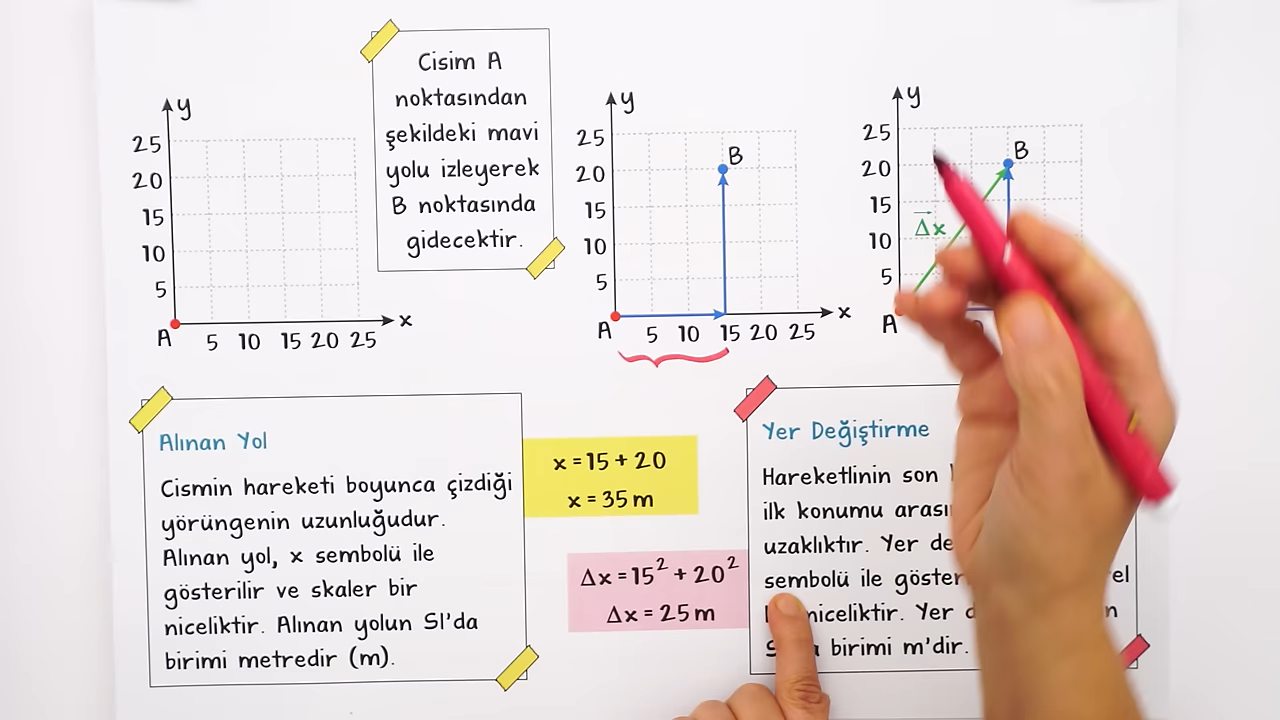 y
25
20
15
10
5
A
5 10 15 20 25
x
Cisim A
noktasından
şekildeki mavi
yolu izleyerek
B noktasında
gidecektir.
y
25
20
15
10
5
A
5 10 15 20 25
x
B
y
25
20
15
10
5
A
B
Δx
Alınan Yol
Cismin hareketi boyunca çizdiği
yörüngenin uzunluğudur.
Alınan yol, x sembolü ile
gösterilir ve skaler bir
niceliktir. Alınan yolun SI'da
birimi metredir (m).
x = 15 + 20
x = 35 m
Δx = 15² + 20²
Δx = 25 m
Yer Değiştirme
Hareketlinin son
ilk konumu
uzaklıktır. Yer
sembolü ile
niceliktir. Yer
birimi m'dir.